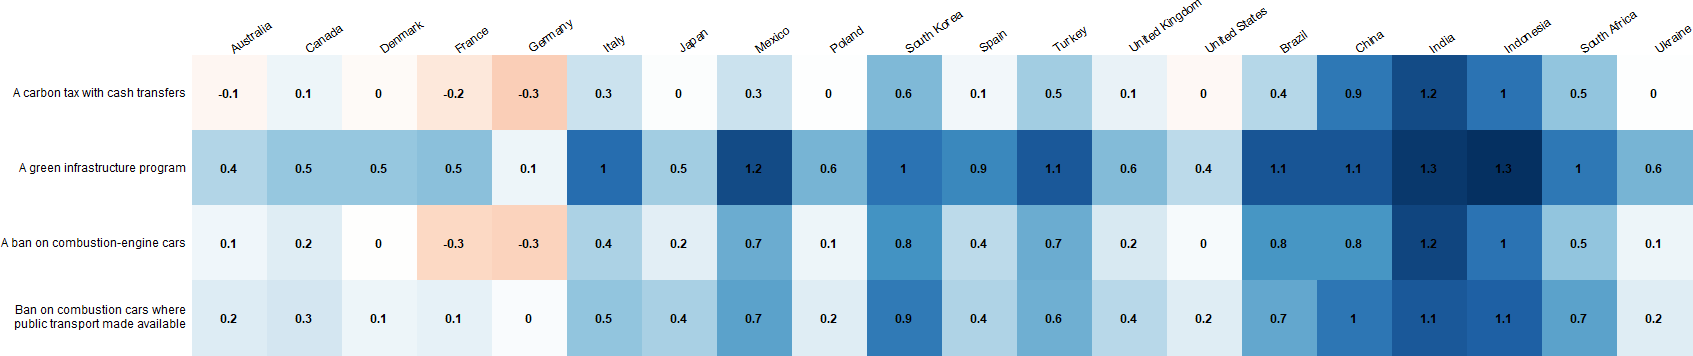 Australia Canada Denmark France Germany Italy Japan Mexico Poland South Korea Spain Turkey United Kingdom United States Brazil China India Indonesia South Africa Ukraine
A carbon tax with cash transfers -0.1 0.1 0 -0.2 -0.3 0.3 0 0.3 0 0.6 0.1 0.5 0.1 0 0.4 0.9 1.2 1 0.5 0
A green infrastructure program 0.4 0.5 0.5 0.5 0.1 1 0.5 1.2 0.6 1 0.9 1.1 0.6 0.4 1.1 1.1 1.3 1.3 1 0.6
A ban on combustion-engine cars 0.1 0.2 0 -0.3 -0.3 0.4 0.2 0.7 0.1 0.8 0.4 0.7 0.2 0 0.8 0.8 1.2 1 0.5 0.1
Ban on combustion cars where
public transport made available 0.2 0.3 0.1 0.1 0 0.5 0.4 0.7 0.2 0.9 0.4 0.6 0.4 0.2 0.7 1 1.1 1.1 0.7 0.2